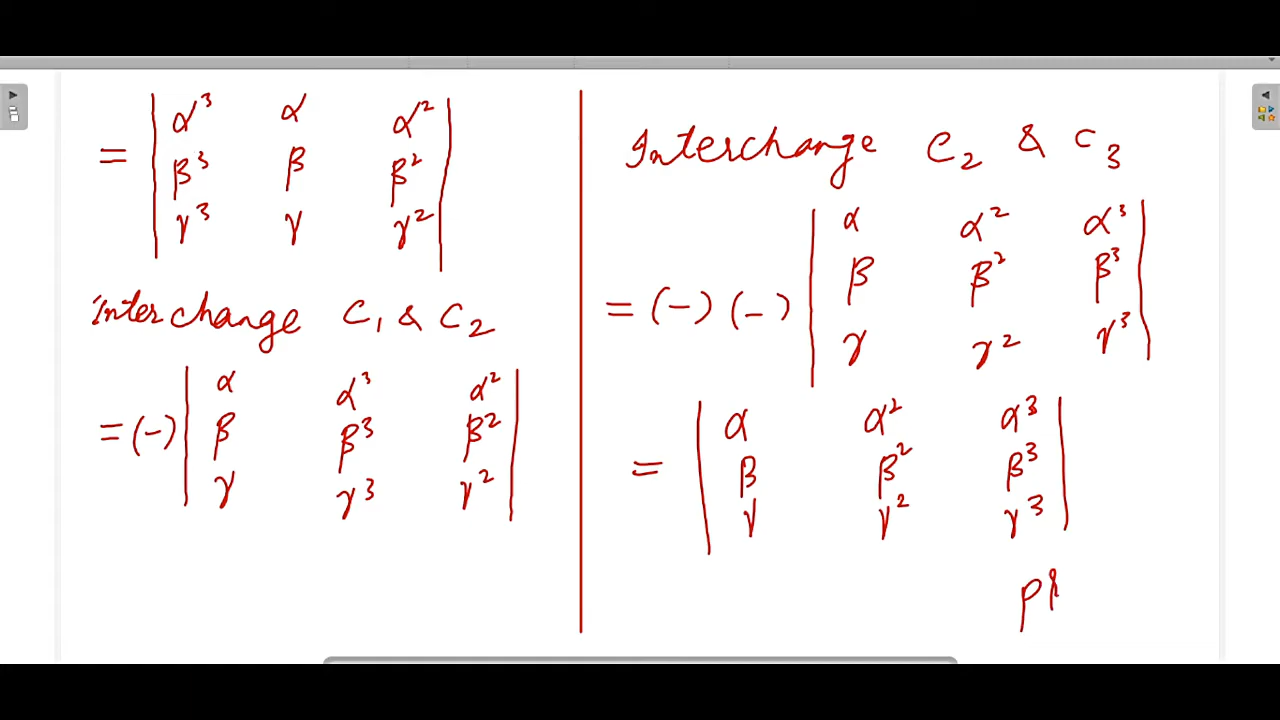 = | α³ α α² |
| β³ β β² |
| γ³ γ γ² |
Interchange C₁ & C₂
= (-) | α α³ α² |
| β β³ β² |
| γ γ³ γ² |
Interchange C₂ & C₃
= (-) (-) | α α² α³ |
| β β² β³ |
| γ γ² γ³ |
= | α α² α³ |
| β β² β³ |
| γ γ² γ³ |